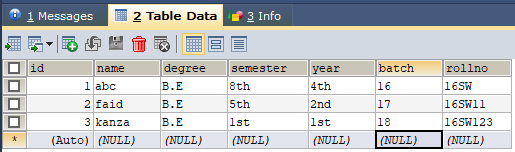 1 Messages 2 Table Data 3 Info
id name degree semester year batch rollno
1 abc B.E 8th 4th 16 16SW
2 faid B.E 5th 2nd 17 16SW11
3 kanza B.E 1st 1st 18 16SW123
* (Auto) (NULL) (NULL) (NULL) (NULL) (NULL) (NULL)